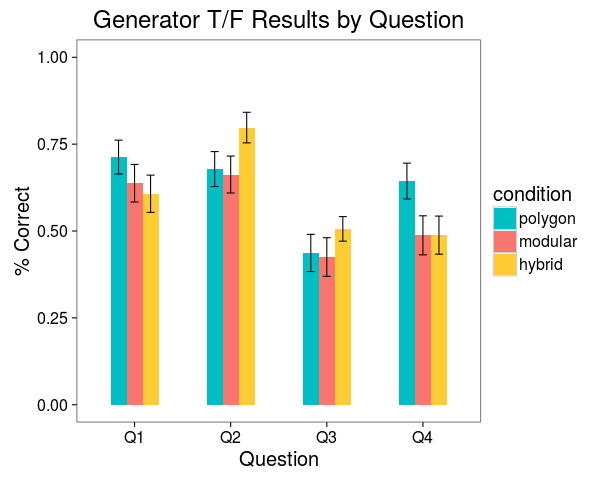 Generator T/F Results by Question
1.00
0.75
0.50
0.25
0.00
% Correct
Q1 Q2 Q3 Q4
Question
condition
polygon
modular
hybrid